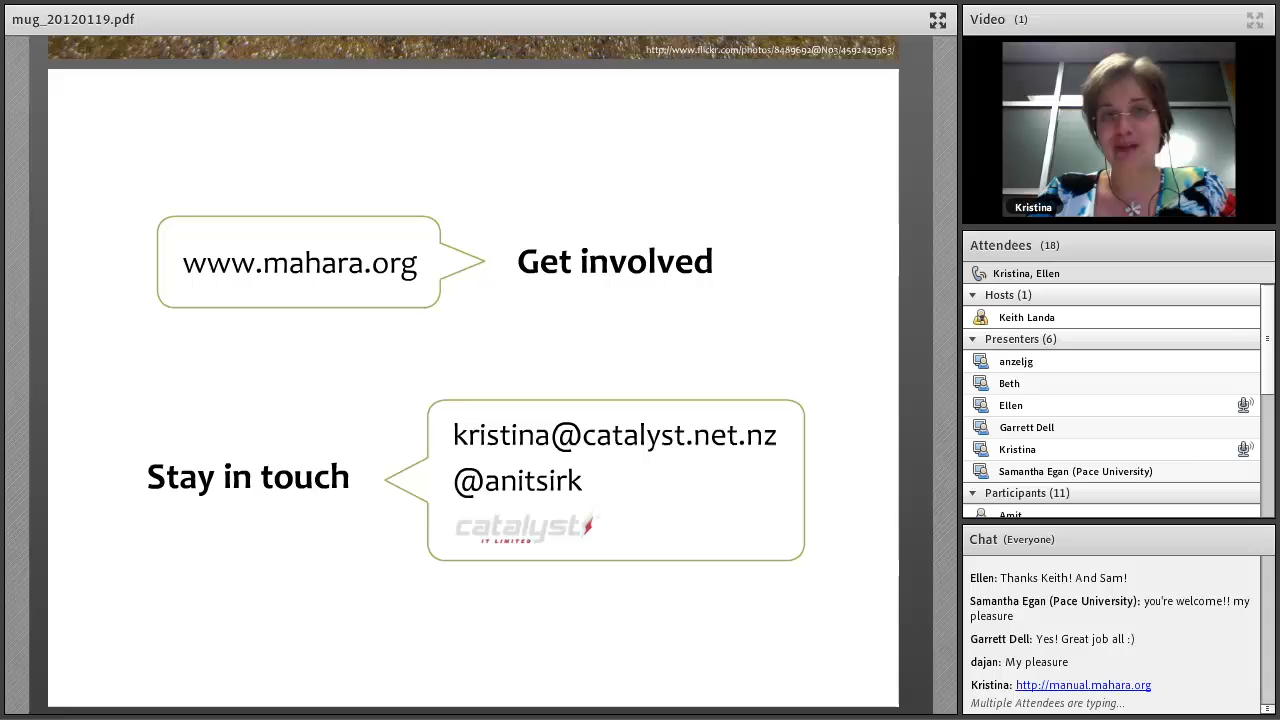 mug_20120119.pdf
http://www.flickr.com/photos/8489692@N03/4592429363/
www.mahara.org
Get involved
Stay in touch
kristina@catalyst.net.nz
@anitsirk
catalyst
IT LIMITED
Video (1)
Kristina
Attendees (18)
Kristina, Ellen
Hosts (1)
Keith Landa
Presenters (6)
anzeljg
Beth
Ellen
Garrett Dell
Kristina
Samantha Egan (Pace University)
Participants (11)
Amit
Chat (Everyone)
Ellen: Thanks Keith! And Sam!
Samantha Egan (Pace University): you're welcome!! my
pleasure
Garrett Dell: Yes! Great job all :)
dajan: My pleasure
Kristina: http://manual.mahara.org
Multiple Attendees are typing...